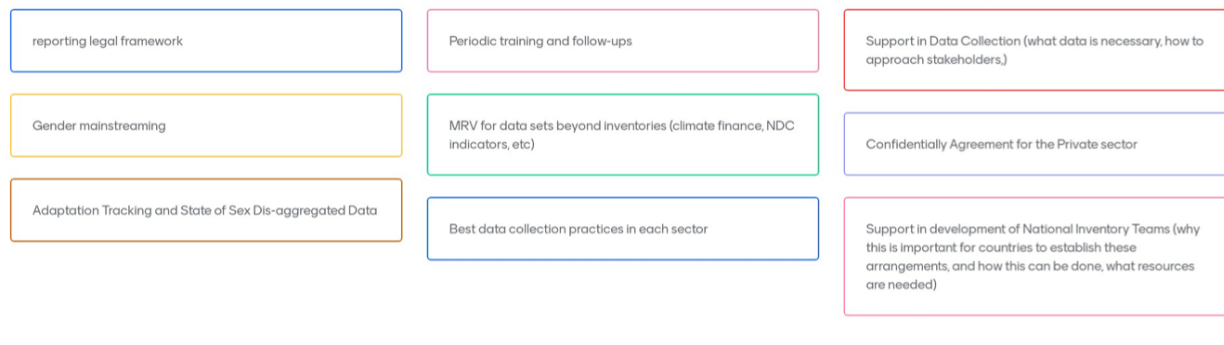 reporting legal framework
Gender mainstreaming
Adaptation Tracking and State of Sex Dis-aggregated Data
Periodic training and follow-ups
MRV for data sets beyond inventories (climate finance, NDC
indicators, etc)
Best data collection practices in each sector
Support in Data Collection (what data is necessary, how to
approach stakeholders,)
Confidentially Agreement for the Private sector
Support in development of National Inventory Teams (why
this is important for countries to establish these
arrangements, and how this can be done, what resources
are needed)